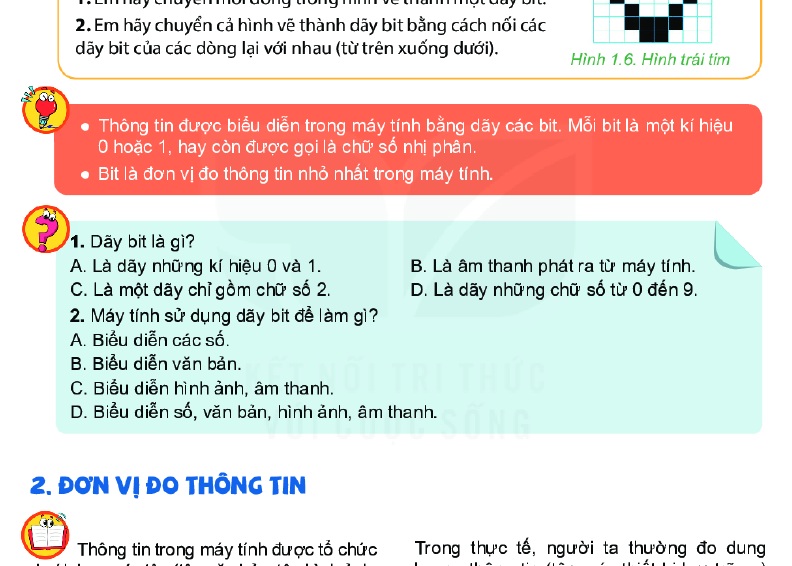 2. Em hãy chuyển cả hình vẽ thành dãy bit bằng cách nối các
dãy bit của các dòng lại với nhau (từ trên xuống dưới).
Hình 1.6. Hình trái tim
• Thông tin được biểu diễn trong máy tính bằng dãy các bit. Mỗi bit là một kí hiệu
0 hoặc 1, hay còn được gọi là chữ số nhị phân.
• Bit là đơn vị đo thông tin nhỏ nhất trong máy tính.
1. Dãy bit là gì?
A. Là dãy những kí hiệu 0 và 1.
B. Là âm thanh phát ra từ máy tính.
C. Là một dãy chỉ gồm chữ số 2.
D. Là dãy những chữ số từ 0 đến 9.
2. Máy tính sử dụng dãy bit để làm gì?
A. Biểu diễn các số.
B. Biểu diễn văn bản.
C. Biểu diễn hình ảnh, âm thanh.
D. Biểu diễn số, văn bản, hình ảnh, âm thanh.
KẾT NỐI TRI THỨC
VỚI CUỘC SỐNG
2. ĐƠN VỊ ĐO THÔNG TIN
Thông tin trong máy tính được tổ chức
Trong thực tế, người ta thường đo dung